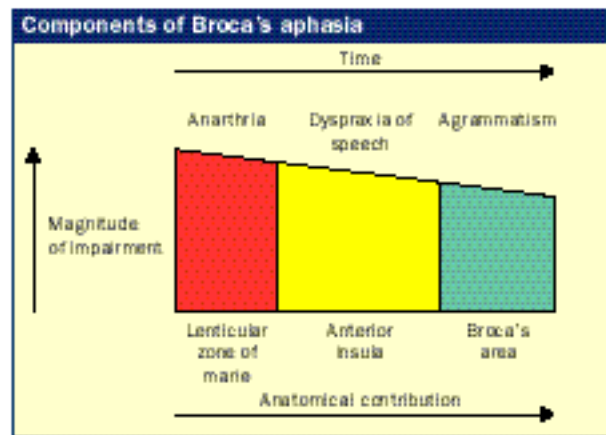 Components of Broca's aphasia
Time
Anarthria
Dyspraxia of
speech
Agrammatism
Magnitude
of impairment
Lenticular
zone of
marie
Anterior
insula
Broca's
area
Anatomical contribution